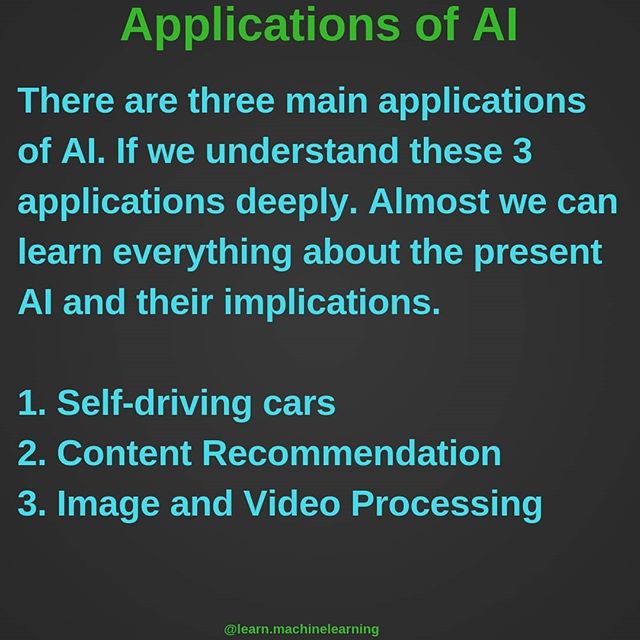 Applications of AI
There are three main applications
of AI. If we understand these 3
applications deeply. Almost we can
learn everything about the present
AI and their implications.
1. Self-driving cars
2. Content Recommendation
3. Image and Video Processing
@learn.machinelearning